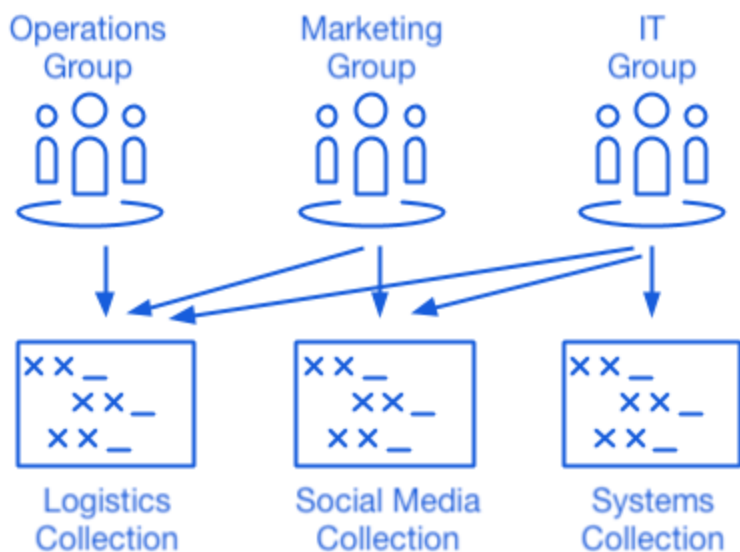 Operations
Group
Marketing
Group
IT
Group
Logistics
Collection
Social Media
Collection
Systems
Collection